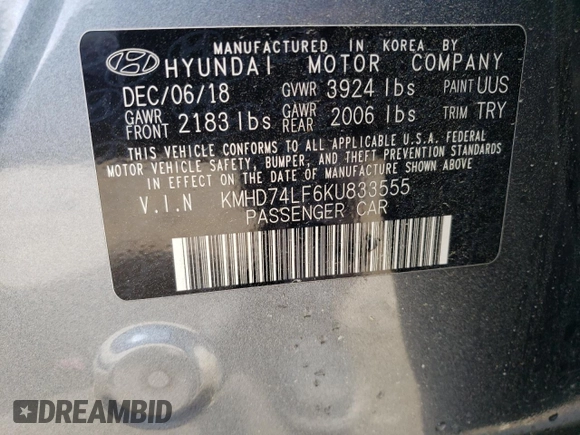 MANUFACTURED IN KOREA BY
HYUNDAI MOTOR COMPANY
DEC/06/18 GVWR 3924 lbs PAINT UUS
GAWR FRONT 2183 lbs GAWR REAR 2006 lbs TRIM TRY
THIS VEHICLE CONFORMS TO ALL APPLICABLE U.S.A. FEDERAL
MOTOR VEHICLE SAFETY, BUMPER, AND THEFT PREVENTION STANDARDS
IN EFFECT ON THE DATE OF MANUFACTURE SHOWN ABOVE.
V.I.N KMHD74LF6KU833555
PASSENGER CAR
DREAMBID